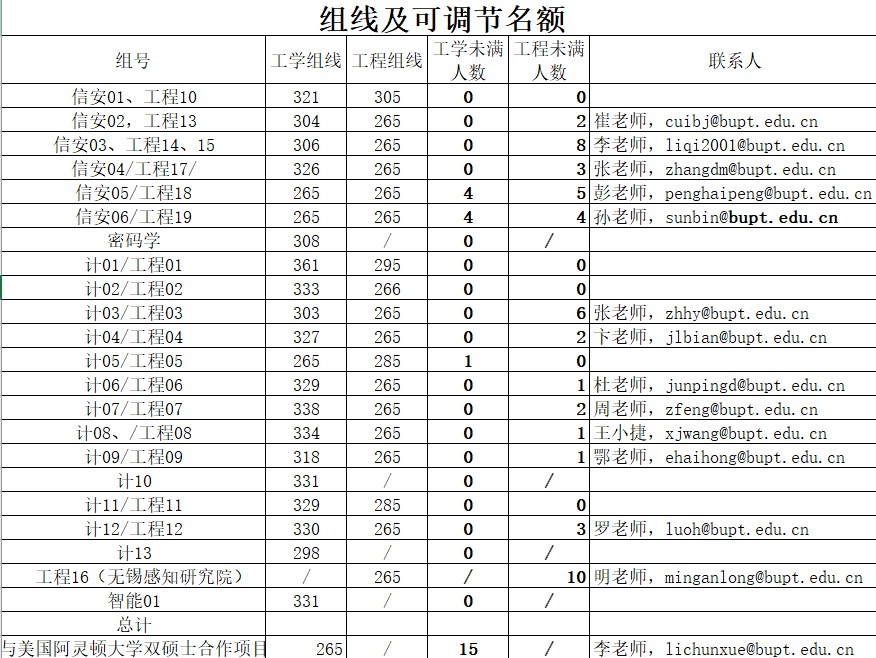 组线及可调节名额
组号 工学组线 工程组线 工学未满人数 工程未满人数 联系人
信安01、工程10 321 305 0 0
信安02，工程13 304 265 0 2 崔老师，cuibj@bupt.edu.cn
信安03、工程14、15 306 265 0 8 李老师，liqi2001@bupt.edu.cn
信安04/工程17/ 326 265 0 3 张老师，zhangdm@bupt.edu.cn
信安05/工程18 265 265 4 5 彭老师，penghaipeng@bupt.edu.cn
信安06/工程19 265 265 4 4 孙老师，sunbin@bupt.edu.cn
密码学 308 / 0 /
计01/工程01 361 295 0 0
计02/工程02 333 266 0 0
计03/工程03 303 265 0 6 张老师，zhhy@bupt.edu.cn
计04/工程04 327 265 0 2 卞老师，jlbian@bupt.edu.cn
计05/工程05 265 285 1 0
计06/工程06 329 265 0 1 杜老师，junpingd@bupt.edu.cn
计07/工程07 338 265 0 2 周老师，zfeng@bupt.edu.cn
计08、/工程08 334 265 0 1 王小捷，xjwang@bupt.edu.cn
计09/工程09 318 265 0 1 鄂老师，ehaihong@bupt.edu.cn
计10 331 / 0 /
计11/工程11 329 285 0 0
计12/工程12 330 265 0 3 罗老师，luoh@bupt.edu.cn
计13 298 / 0 /
工程16（无锡感知研究院） / 265 / 10 明老师，minganlong@bupt.edu.cn
智能01 331 / 0 /
总计
与美国阿灵顿大学双硕士合作项目 265 / 15 / 李老师，lichunxue@bupt.edu.cn